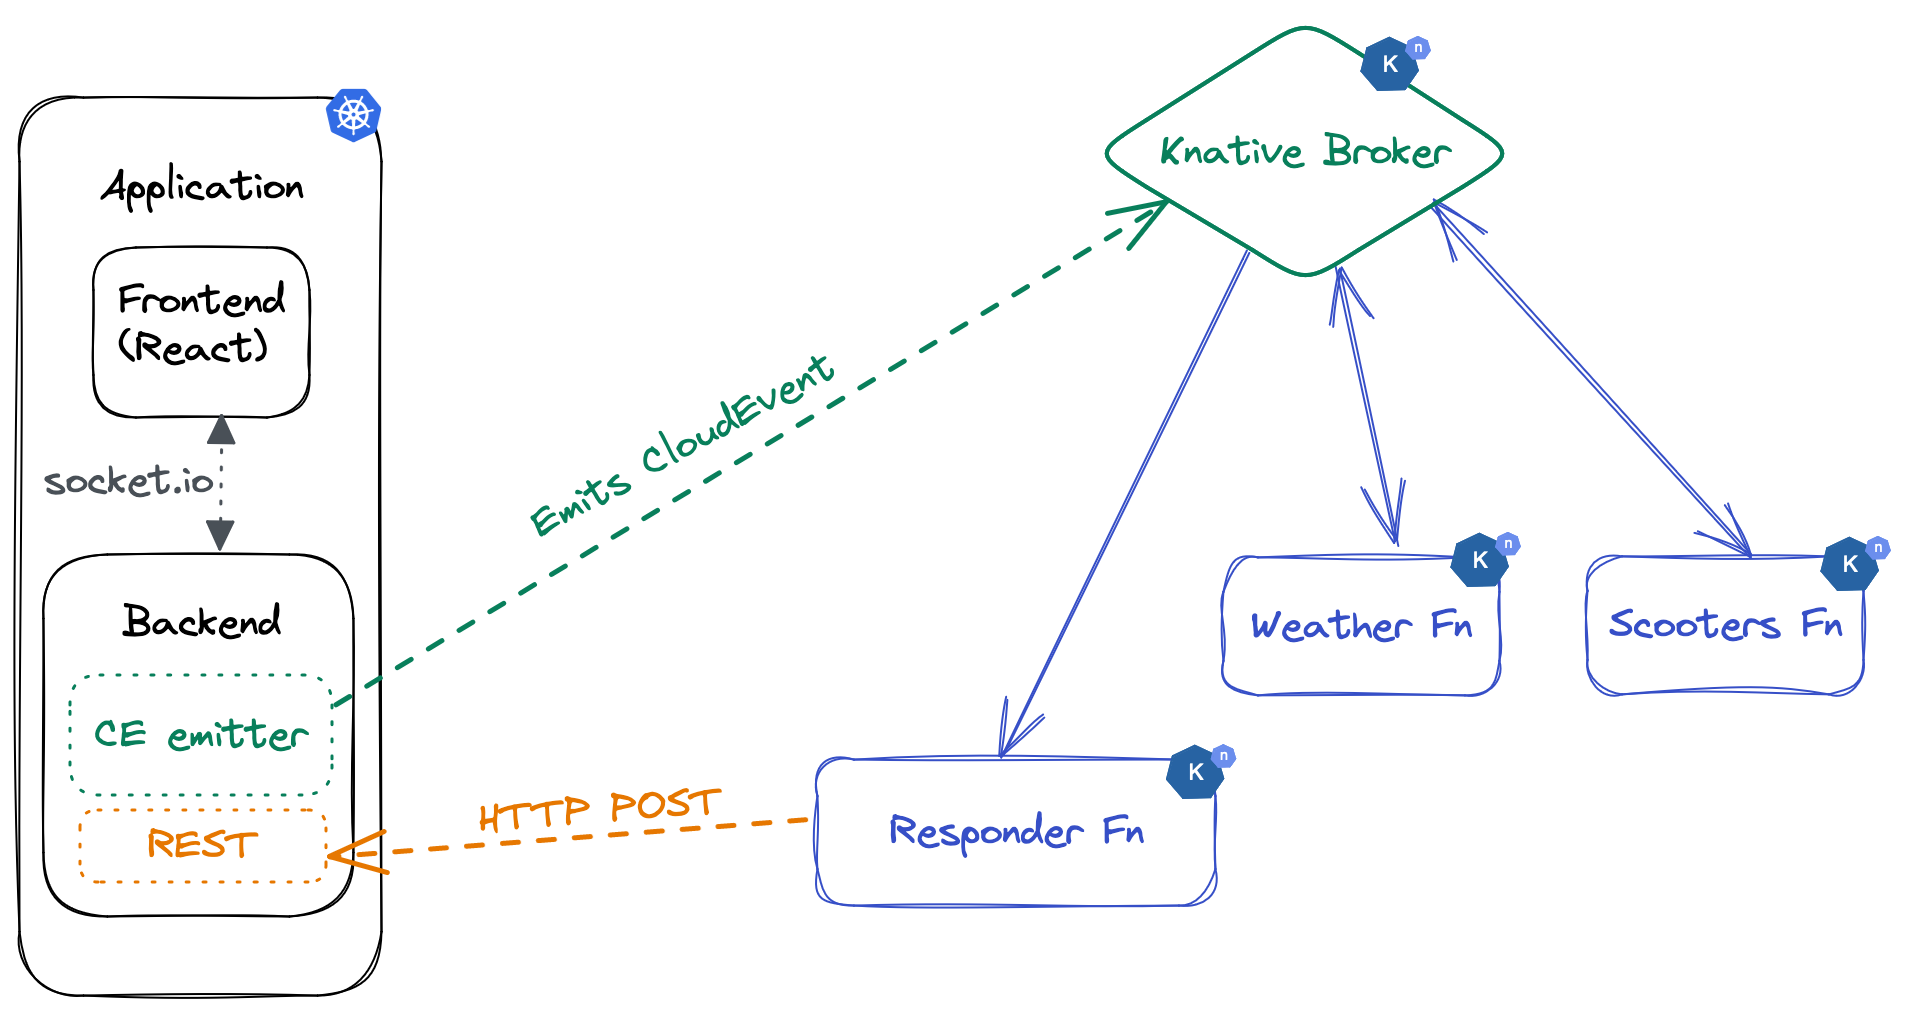 Application
Frontend
(React)
socket.io
Backend
CE emitter
REST
Emits CloudEvent
HTTP POST
Knative Broker
K
n
Weather Fn
K
n
Scooters Fn
K
n
Responder Fn
K
n